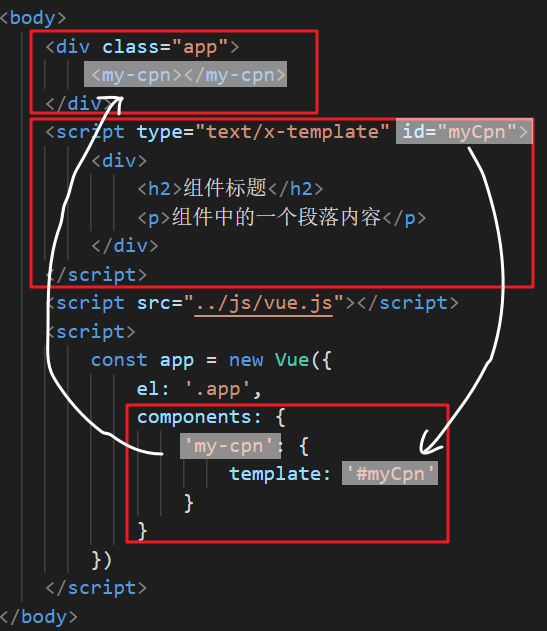 <body>
<div class="app">
<my-cpn></my-cpn>
</div>
<script type="text/x-template" id="myCpn">
<div>
<h2>组件标题</h2>
<p>组件中的一个段落内容</p>
</div>
</script>
<script src="../js/vue.js"></script>
<script>
const app = new Vue({
el: '.app',
components: {
'my-cpn': {
template: '#myCpn'
}
}
})
</script>
</body>